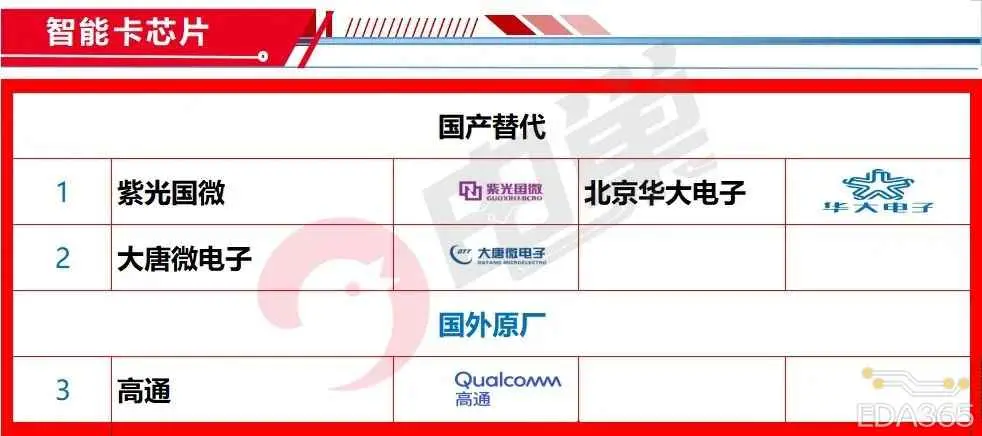 智能卡芯片
国产替代
1 紫光国微 紫光国微 GUOXIN MICRO 北京华大电子 华大电子
2 大唐微电子 DTT 大唐微电子 DATANG MICROELECTRO
国外原厂
3 高通 Qualcomm 高通
EDA365